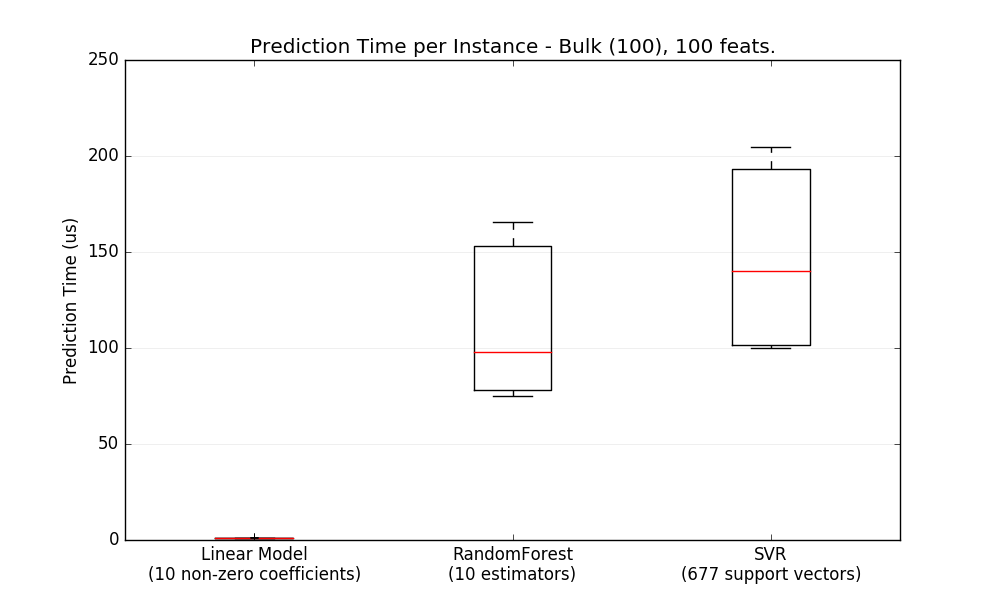 Prediction Time per Instance - Bulk (100), 100 feats.
250
200
150
100
50
0
Prediction Time (us)
Linear Model
(10 non-zero coefficients)
RandomForest
(10 estimators)
SVR
(677 support vectors)